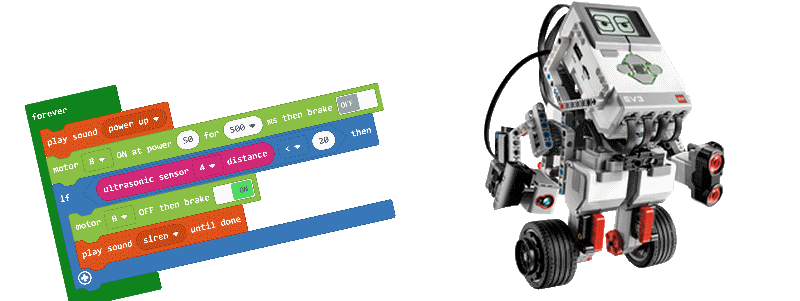 forever
play sound power up
motor B ON at power 50 for 500 ms then brake OFF
if ultrasonic sensor 4 distance < 20 then
motor B OFF then brake ON
play sound siren until done
EV3